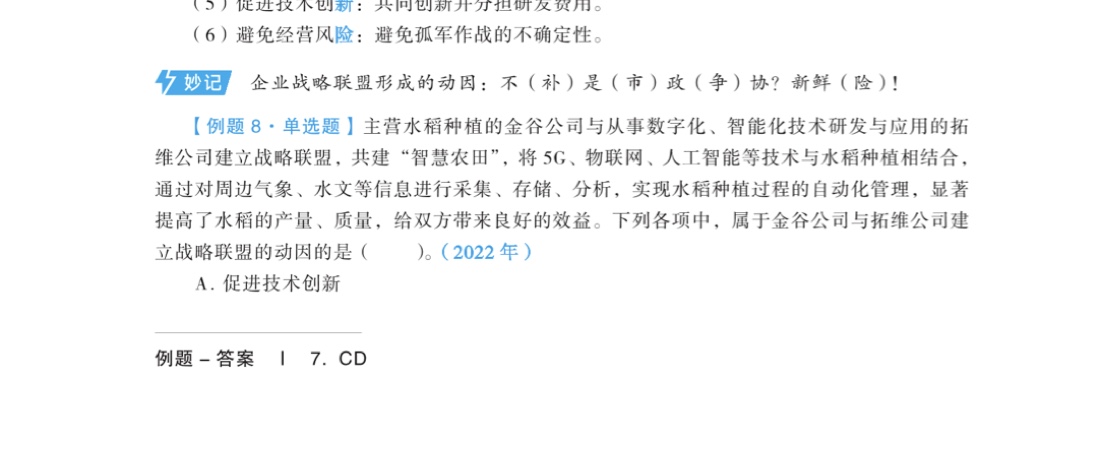 （5）促进技术创新：共同创新并分担研发费用。
（6）避免经营风险：避免孤军作战的不确定性。
妙记 企业战略联盟形成的动因：不（补）是（市）政（争）协？新鲜（险）！
【例题 8·单选题】主营水稻种植的金谷公司与从事数字化、智能化技术研发与应用的拓
维公司建立战略联盟，共建“智慧农田”，将 5G、物联网、人工智能等技术与水稻种植相结合，
通过对周边气象、水文等信息进行采集、存储、分析，实现水稻种植过程的自动化管理，显著
提高了水稻的产量、质量，给双方带来良好的效益。下列各项中，属于金谷公司与拓维公司建
立战略联盟的动因的是（　　）。（2022 年）
A. 促进技术创新
例题 – 答案 | 7. CD